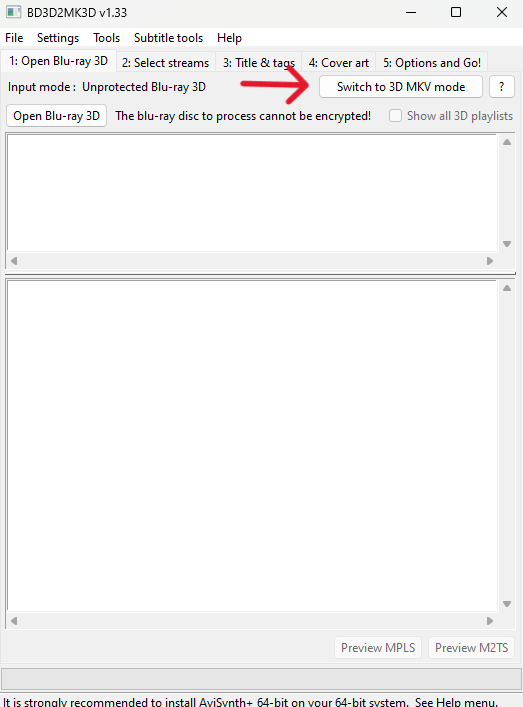 BD3D2MK3D v1.33
File Settings Tools Subtitle tools Help
1: Open Blu-ray 3D 2: Select streams 3: Title & tags 4: Cover art 5: Options and Go!
Input mode : Unprotected Blu-ray 3D Switch to 3D MKV mode ?
Open Blu-ray 3D The blu-ray disc to process cannot be encrypted! Show all 3D playlists
Preview MPLS Preview M2TS
It is strongly recommended to install AviSynth+ 64-bit on your 64-bit system. See Help menu.